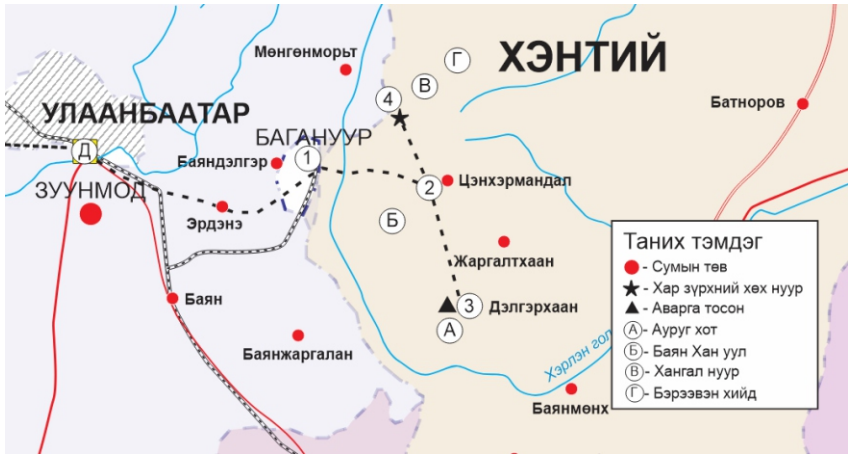 Мөнгөнморьт
Г
ХЭНТИЙ
В
4
УЛААНБААТАР
Батноров
БАГАНУУР
Д
Баяндэлгэр
1
ЗУУНМОД
2
Цэнхэрмандал
Эрдэнэ
Б
Жаргалтхаан
Баян
3
Дэлгэрхаан
А
Баянжаргалан
Хэрлэн гол
Баянмөнх
Таних тэмдэг
- Сумын төв
- Хар зүрхний хөх нуур
- Аварга тосон
А - Ауруг хот
Б - Баян Хан уул
В - Хангал нуур
Г - Бэрээвэн хийд